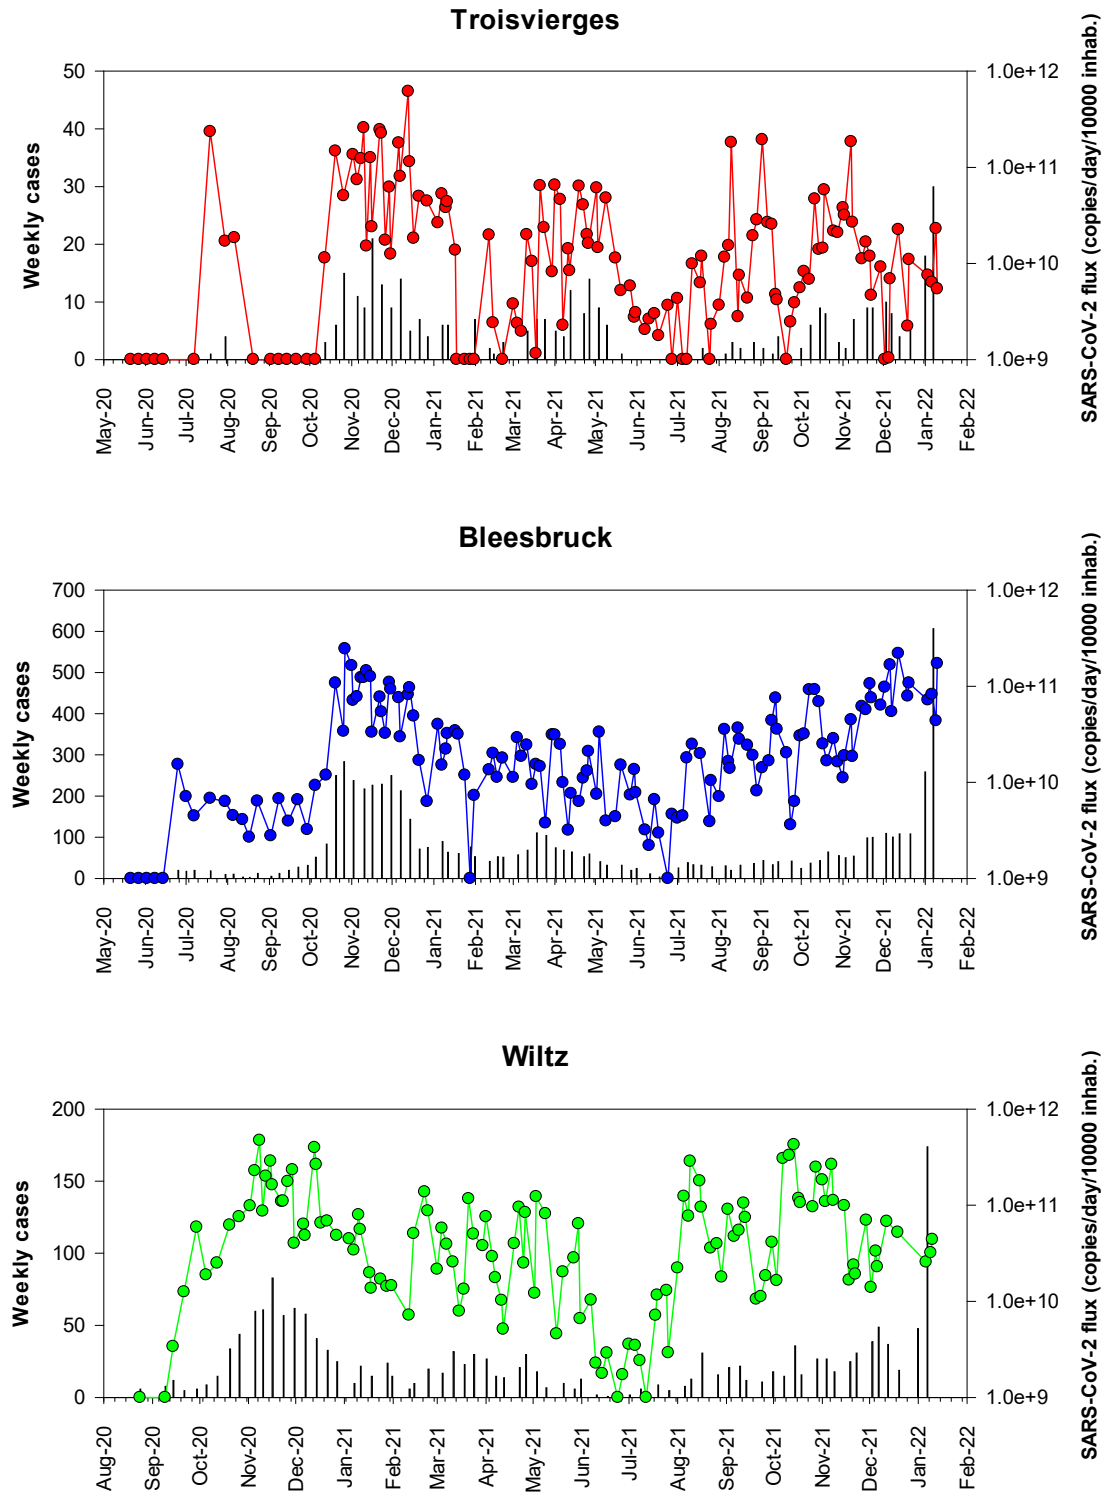 Troisvierges
Weekly cases
SARS-CoV-2 flux (copies/day/10000 inhab.)
50
40
30
20
10
0
1.0e+12
1.0e+11
1.0e+10
1.0e+9
May-20
Jun-20
Jul-20
Aug-20
Sep-20
Oct-20
Nov-20
Dec-20
Jan-21
Feb-21
Mar-21
Apr-21
May-21
Jun-21
Jul-21
Aug-21
Sep-21
Oct-21
Nov-21
Dec-21
Jan-22
Feb-22
Bleesbruck
Weekly cases
SARS-CoV-2 flux (copies/day/10000 inhab.)
700
600
500
400
300
200
100
0
1.0e+12
1.0e+11
1.0e+10
1.0e+9
May-20
Jun-20
Jul-20
Aug-20
Sep-20
Oct-20
Nov-20
Dec-20
Jan-21
Feb-21
Mar-21
Apr-21
May-21
Jun-21
Jul-21
Aug-21
Sep-21
Oct-21
Nov-21
Dec-21
Jan-22
Feb-22
Wiltz
Weekly cases
SARS-CoV-2 flux (copies/day/10000 inhab.)
200
150
100
50
0
1.0e+12
1.0e+11
1.0e+10
1.0e+9
Aug-20
Sep-20
Oct-20
Nov-20
Dec-20
Jan-21
Feb-21
Mar-21
Apr-21
May-21
Jun-21
Jul-21
Aug-21
Sep-21
Oct-21
Nov-21
Dec-21
Jan-22
Feb-22